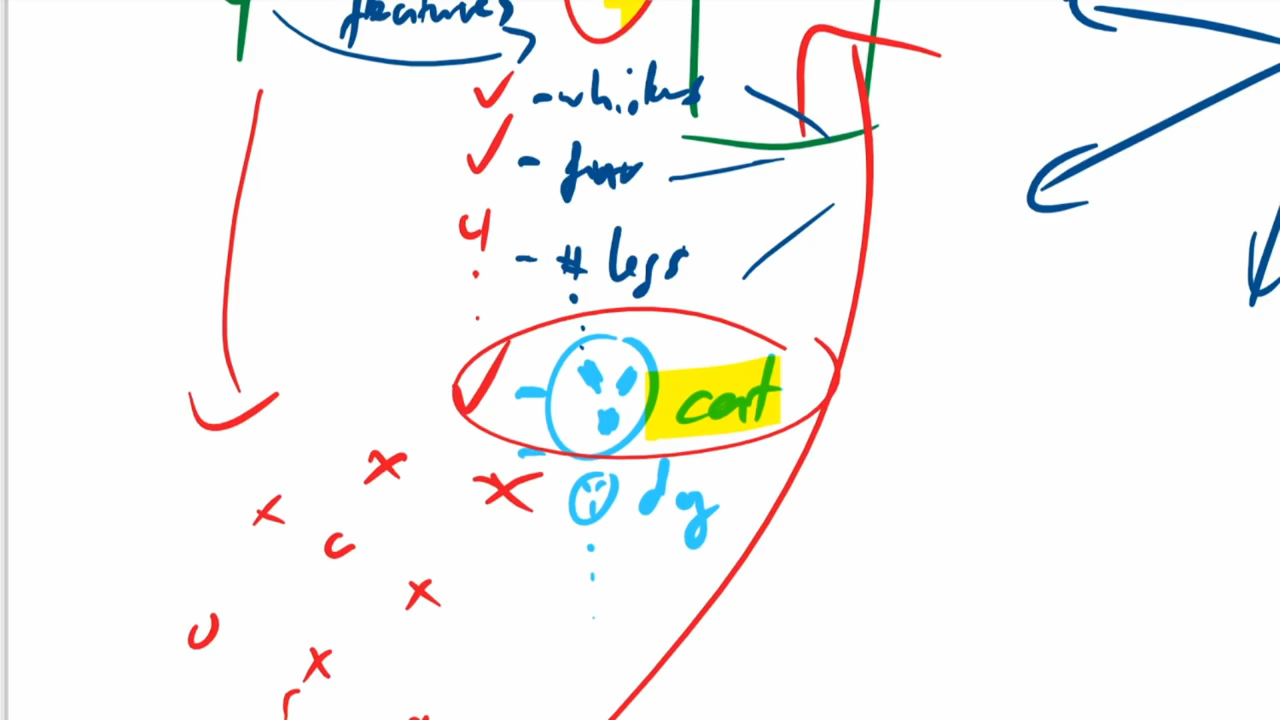 features
- whiskers
- fur
4 - # legs
- cat
- dog